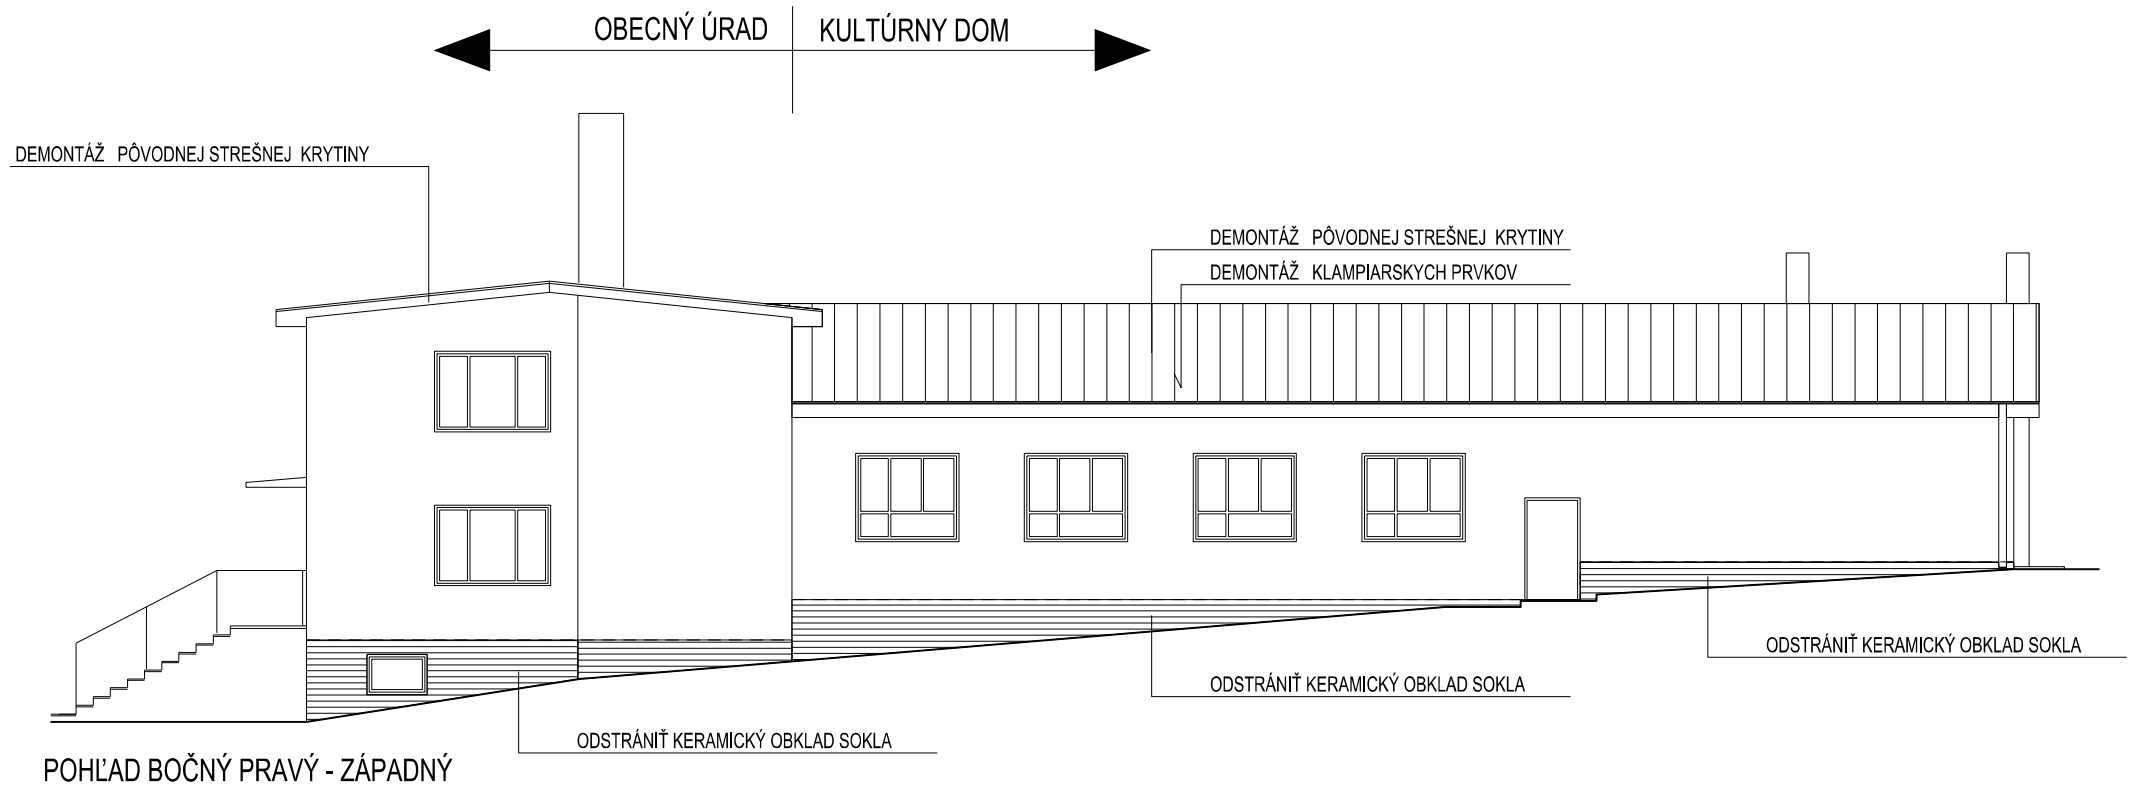 OBECNÝ ÚRAD
KULTÚRNY DOM
DEMONTÁŽ PÔVODNEJ STREŠNEJ KRYTINY
DEMONTÁŽ PÔVODNEJ STREŠNEJ KRYTINY
DEMONTÁŽ KLAMPIARSKYCH PRVKOV
ODSTRÁNIŤ KERAMICKÝ OBKLAD SOKLA
ODSTRÁNIŤ KERAMICKÝ OBKLAD SOKLA
ODSTRÁNIŤ KERAMICKÝ OBKLAD SOKLA
POHĽAD BOČNÝ PRAVÝ - ZÁPADNÝ